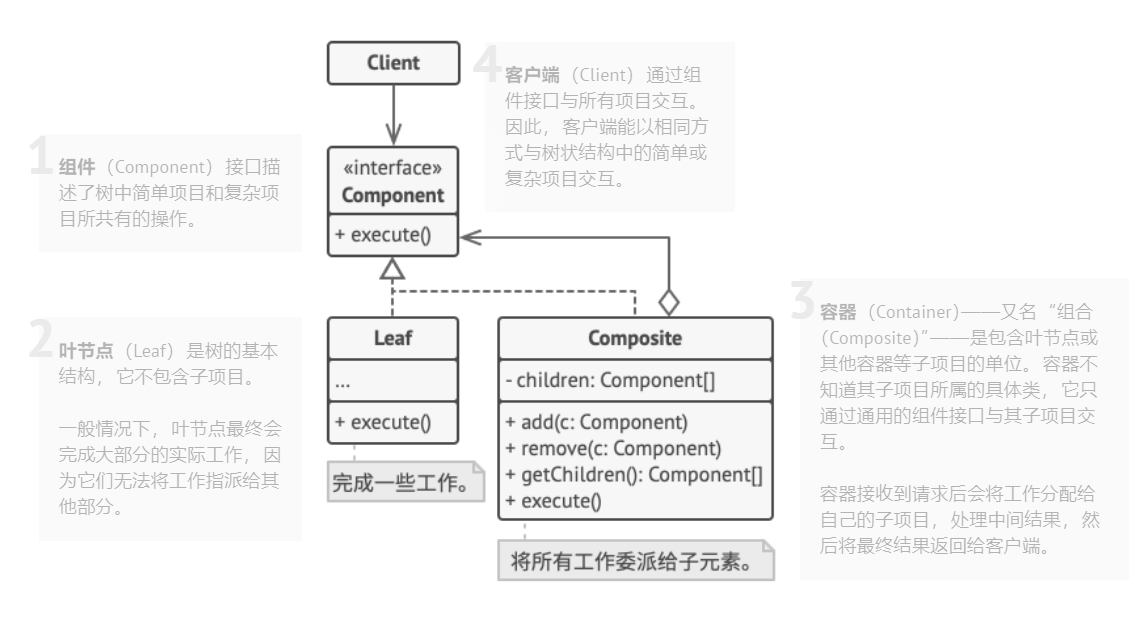 Client
4
客户端（Client）通过组
件接口与所有项目交互。
因此，客户端能以相同方
式与树状结构中的简单或
复杂项目交互。
1
组件（Component）接口描
述了树中简单项目和复杂项
目所共有的操作。
«interface»
Component
+ execute()
2
叶节点（Leaf）是树的基本
结构，它不包含子项目。
一般情况下，叶节点最终会
完成大部分的实际工作，因
为它们无法将工作指派给其
他部分。
Leaf
...
+ execute()
完成一些工作。
Composite
- children: Component[]
+ add(c: Component)
+ remove(c: Component)
+ getChildren(): Component[]
+ execute()
将所有工作委派给子元素。
3
容器（Container)——又名“组合
(Composite)”——是包含叶节点或
其他容器等子项目的单位。容器不
知道其子项目所属的具体类，它只
通过通用的组件接口与其子项目交
互。
容器接收到请求后会将工作分配给
自己的子项目，处理中间结果，然
后将最终结果返回给客户端。